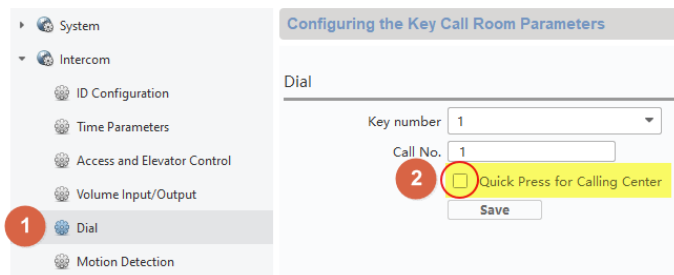 System
Intercom
ID Configuration
Time Parameters
Access and Elevator Control
Volume Input/Output
1
Dial
Motion Detection
Configuring the Key Call Room Parameters
Dial
Key number 1
Call No. 1
2
Quick Press for Calling Center
Save